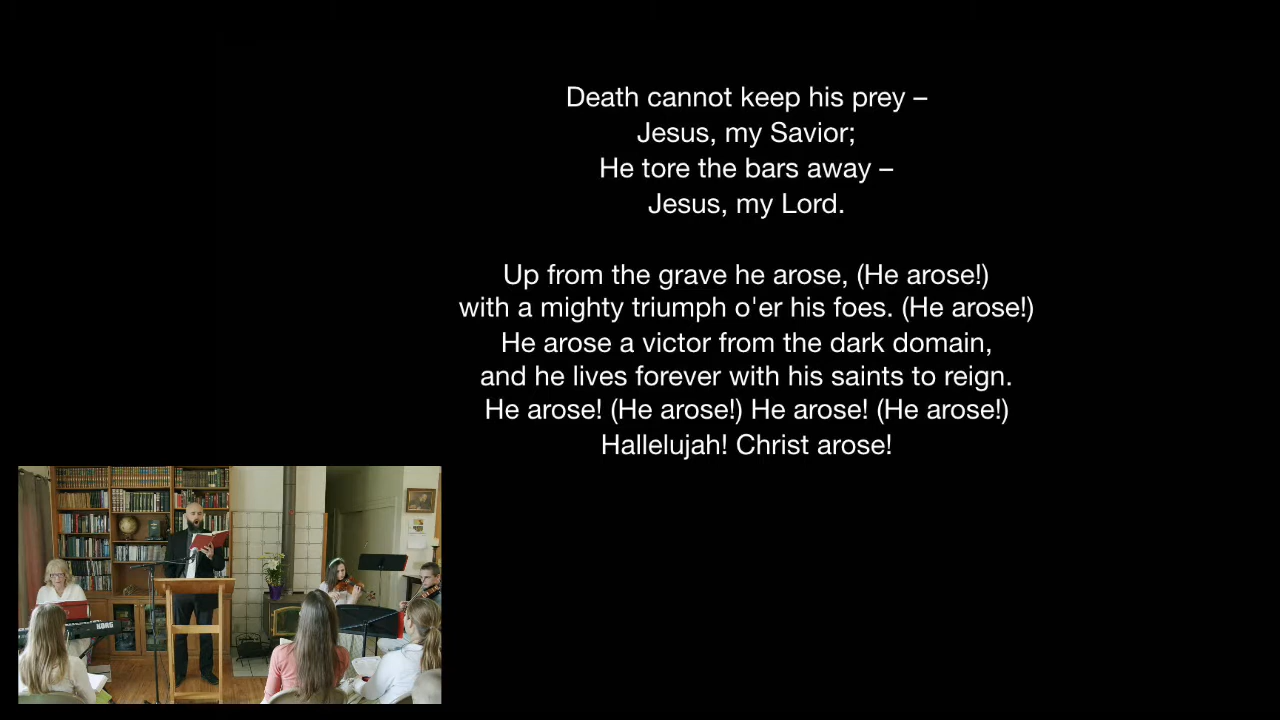 Death cannot keep his prey –
Jesus, my Savior;
He tore the bars away –
Jesus, my Lord.
Up from the grave he arose, (He arose!)
with a mighty triumph o'er his foes. (He arose!)
He arose a victor from the dark domain,
and he lives forever with his saints to reign.
He arose! (He arose!) He arose! (He arose!)
Hallelujah! Christ arose!
KORG